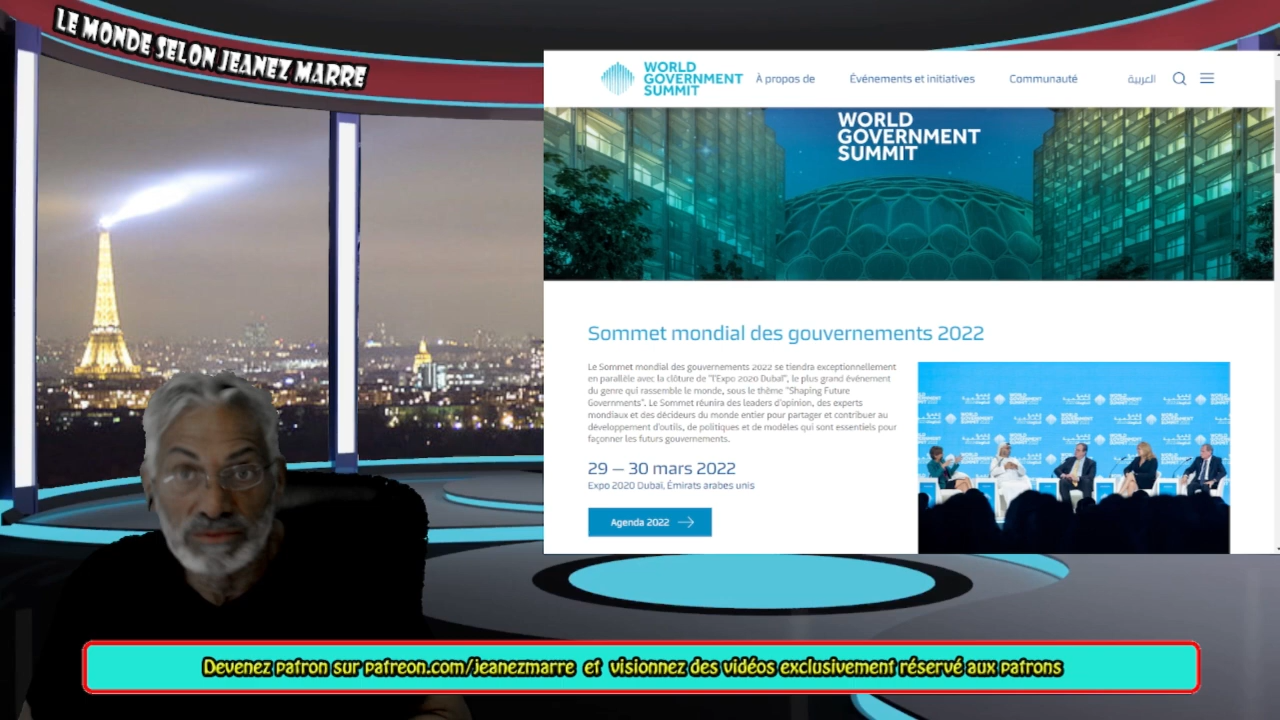 LE MONDE SELON JEANEZ MARRE
WORLD
GOVERNMENT
SUMMIT
À propos de
Événements et initiatives
Communauté
العربية
WORLD
GOVERNMENT
SUMMIT
Sommet mondial des gouvernements 2022
Le Sommet mondial des gouvernements 2022 se tiendra exceptionnellement
en parallèle avec la clôture de "l'Expo 2020 Dubaï", le plus grand événement
du genre qui rassemble le monde, sous le thème "Shaping Future
Governments". Le Sommet réunira des leaders d'opinion, des experts
mondiaux et des décideurs du monde entier pour partager et contribuer au
développement d'outils, de politiques et de modèles qui sont essentiels pour
façonner les futurs gouvernements.
29 – 30 mars 2022
Expo 2020 Dubaï, Émirats arabes unis
Agenda 2022
Devenez patron sur patreon.com/jeanezmarre et visionnez des vidéos exclusivement réservé aux patrons